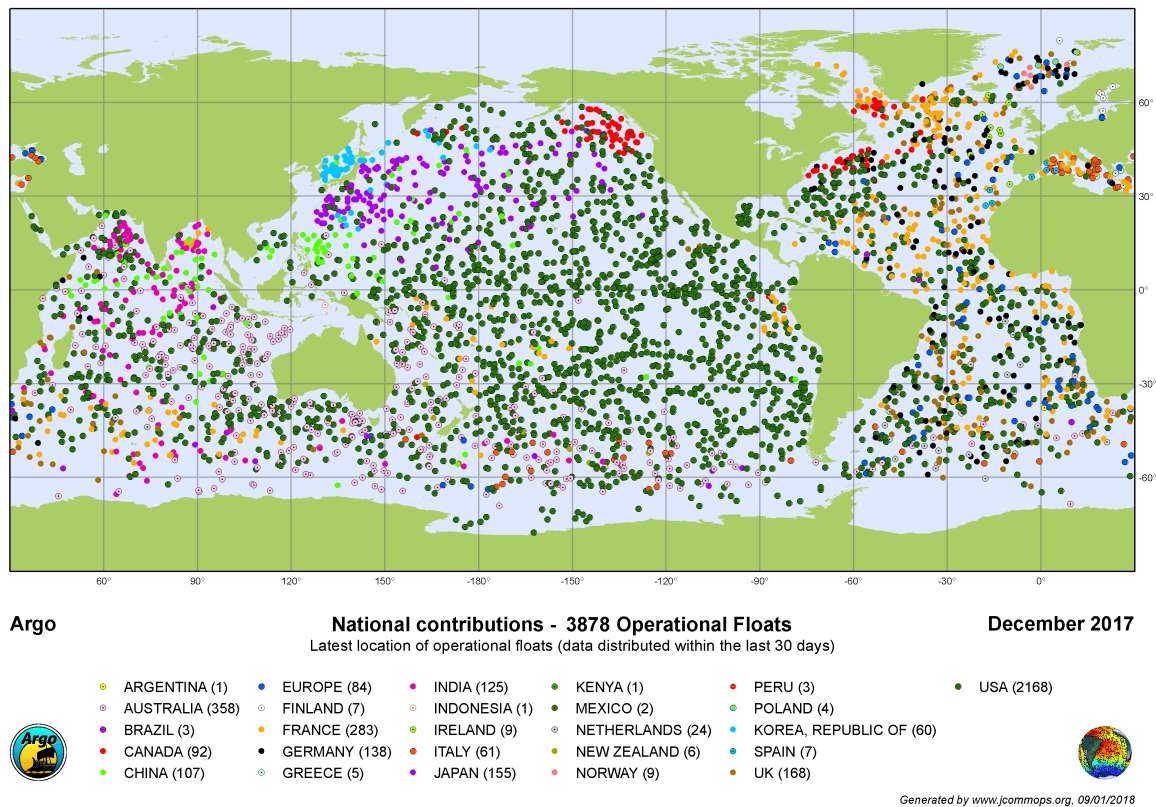 60°
30°
0°
-30°
-60°
60° 90° 120° 150° -180° -150° -120° -90° -60° -30° 0°
Argo National contributions - 3878 Operational Floats December 2017
Latest location of operational floats (data distributed within the last 30 days)
ARGENTINA (1) EUROPE (84) INDIA (125) KENYA (1) PERU (3) USA (2168)
AUSTRALIA (358) FINLAND (7) INDONESIA (1) MEXICO (2) POLAND (4)
BRAZIL (3) FRANCE (283) IRELAND (9) NETHERLANDS (24) KOREA, REPUBLIC OF (60)
CANADA (92) GERMANY (138) ITALY (61) NEW ZEALAND (6) SPAIN (7)
CHINA (107) GREECE (5) JAPAN (155) NORWAY (9) UK (168)
Argo
Generated by www.jcommops.org, 09/01/2018